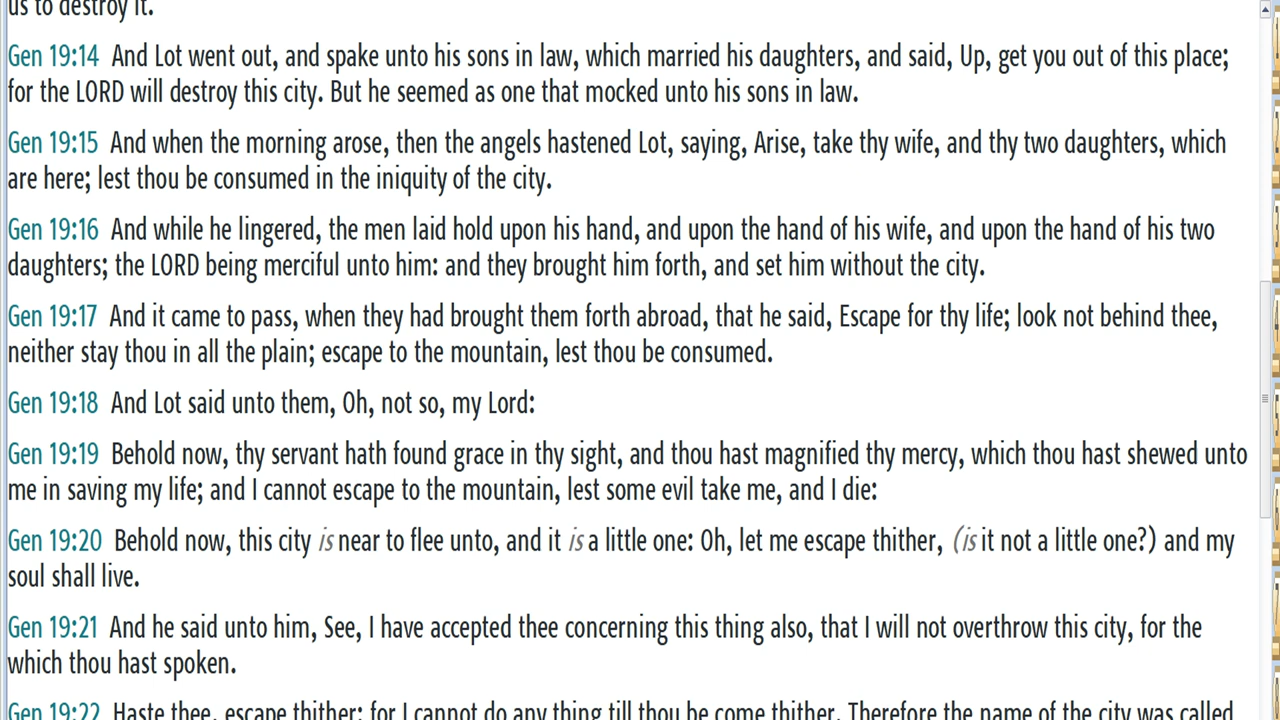 us to destroy it.
Gen 19:14 And Lot went out, and spake unto his sons in law, which married his daughters, and said, Up, get you out of this place;
for the LORD will destroy this city. But he seemed as one that mocked unto his sons in law.
Gen 19:15 And when the morning arose, then the angels hastened Lot, saying, Arise, take thy wife, and thy two daughters, which
are here; lest thou be consumed in the iniquity of the city.
Gen 19:16 And while he lingered, the men laid hold upon his hand, and upon the hand of his wife, and upon the hand of his two
daughters; the LORD being merciful unto him: and they brought him forth, and set him without the city.
Gen 19:17 And it came to pass, when they had brought them forth abroad, that he said, Escape for thy life; look not behind thee,
neither stay thou in all the plain; escape to the mountain, lest thou be consumed.
Gen 19:18 And Lot said unto them, Oh, not so, my Lord:
Gen 19:19 Behold now, thy servant hath found grace in thy sight, and thou hast magnified thy mercy, which thou hast shewed unto
me in saving my life; and I cannot escape to the mountain, lest some evil take me, and I die:
Gen 19:20 Behold now, this city is near to flee unto, and it is a little one: Oh, let me escape thither, (is it not a little one?) and my
soul shall live.
Gen 19:21 And he said unto him, See, I have accepted thee concerning this thing also, that I will not overthrow this city, for the
which thou hast spoken.
Gen 19:22 Haste thee, escape thither; for I cannot do any thing till thou be come thither. Therefore the name of the city was called